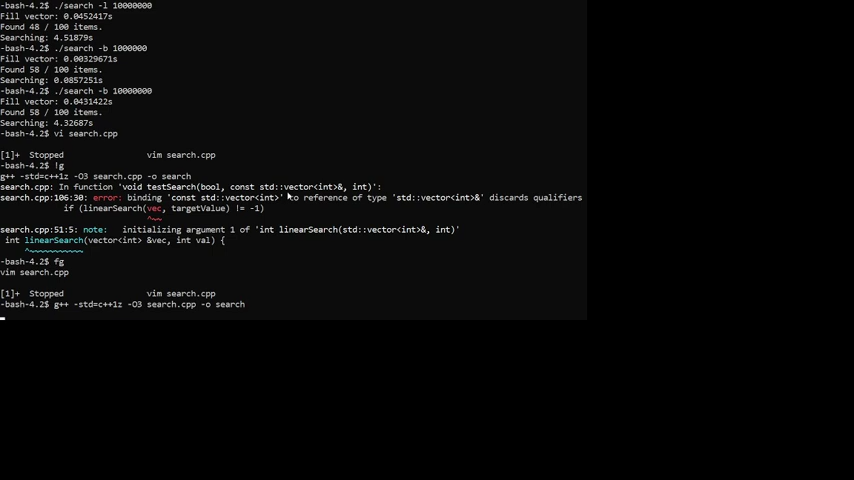 -bash-4.2$ ./search -l 10000000
Fill vector: 0.0452417s
Found 48 / 100 items.
Searching: 4.51879s
-bash-4.2$ ./search -b 1000000
Fill vector: 0.00329671s
Found 58 / 100 items.
Searching: 0.0857251s
-bash-4.2$ ./search -b 10000000
Fill vector: 0.0431422s
Found 58 / 100 items.
Searching: 4.32687s
-bash-4.2$ vi search.cpp
[1]+  Stopped                 vim search.cpp
-bash-4.2$ !g
g++ -std=c++1z -O3 search.cpp -o search
search.cpp: In function 'void testSearch(bool, const std::vector<int>&, int)':
search.cpp:106:30: error: binding 'const std::vector<int>' to reference of type 'std::vector<int>&' discards qualifiers
if (linearSearch(vec, targetValue) != -1)
^~~
search.cpp:51:5: note:   initializing argument 1 of 'int linearSearch(std::vector<int>&, int)'
int linearSearch(vector<int> &vec, int val) {
^~~~~~~~~~~~
-bash-4.2$ fg
vim search.cpp
[1]+  Stopped                 vim search.cpp
-bash-4.2$ g++ -std=c++1z -O3 search.cpp -o search